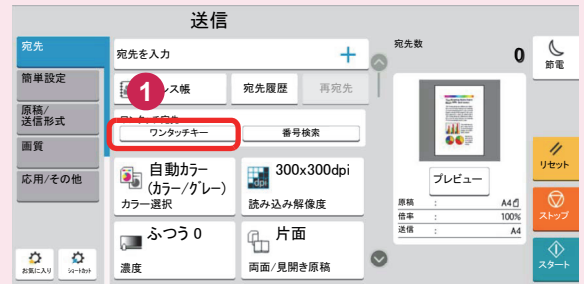 送信
宛先
簡単設定
原稿/
送信形式
画質
応用/その他
お気に入り
ショートカット
宛先を入力
1
ス帳
宛先履歴
再宛先
ワンタッチキー
番号検索
自動カラー
(カラー/グレー)
カラー選択
300x300dpi
dpi
読み込み解像度
ふつう 0
濃度
片面
両面/見開き原稿
宛先数
0
プレビュー
原稿 : A4
倍率 : 100%
送信 : A4
節電
リセット
ストップ
スタート